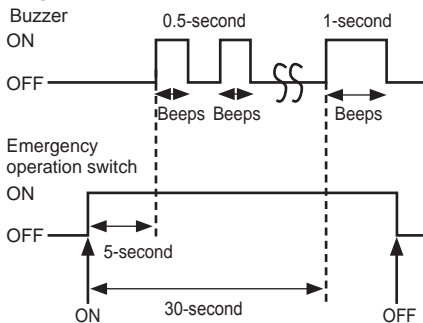 Buzzer
0.5-second 1-second
ON
OFF
Beeps Beeps Beeps
Emergency
operation switch
ON
OFF
5-second
30-second
ON OFF